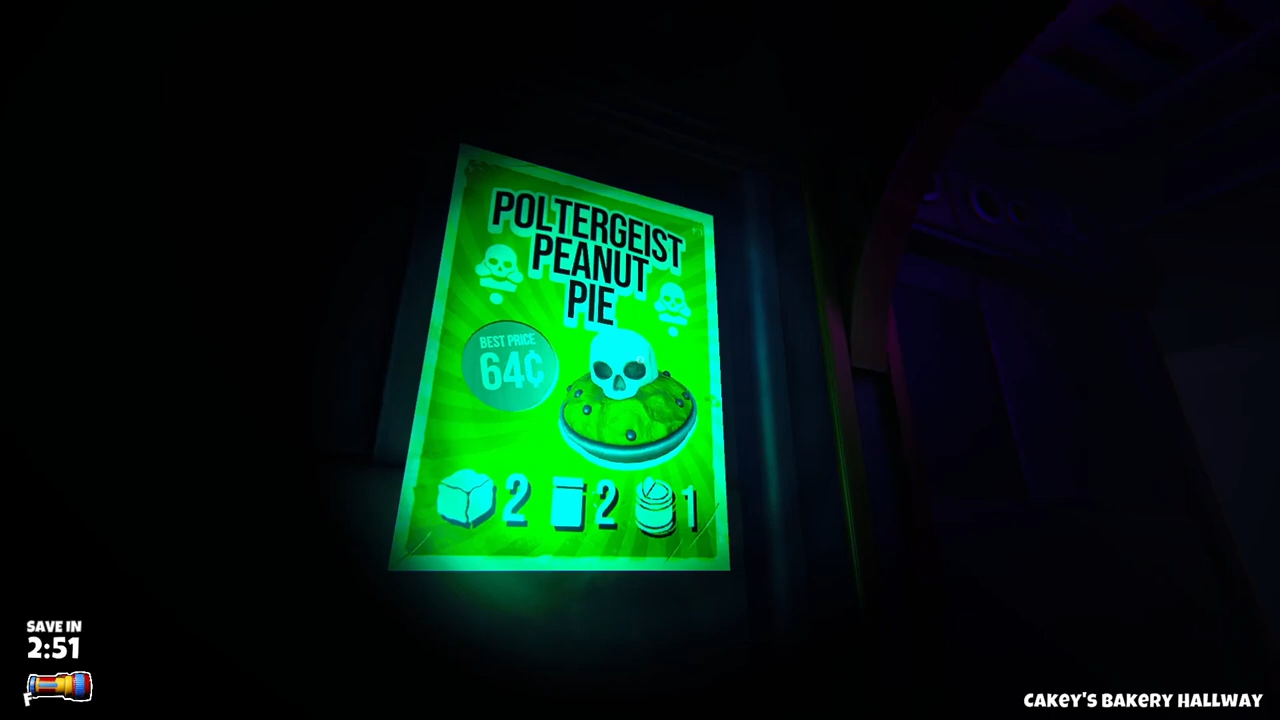 POLTERGEIST
PEANUT
PIE
BEST PRICE
64¢
2 2 1
SAVE IN
2:51
F
CAKEY'S BAKERY HALLWAY